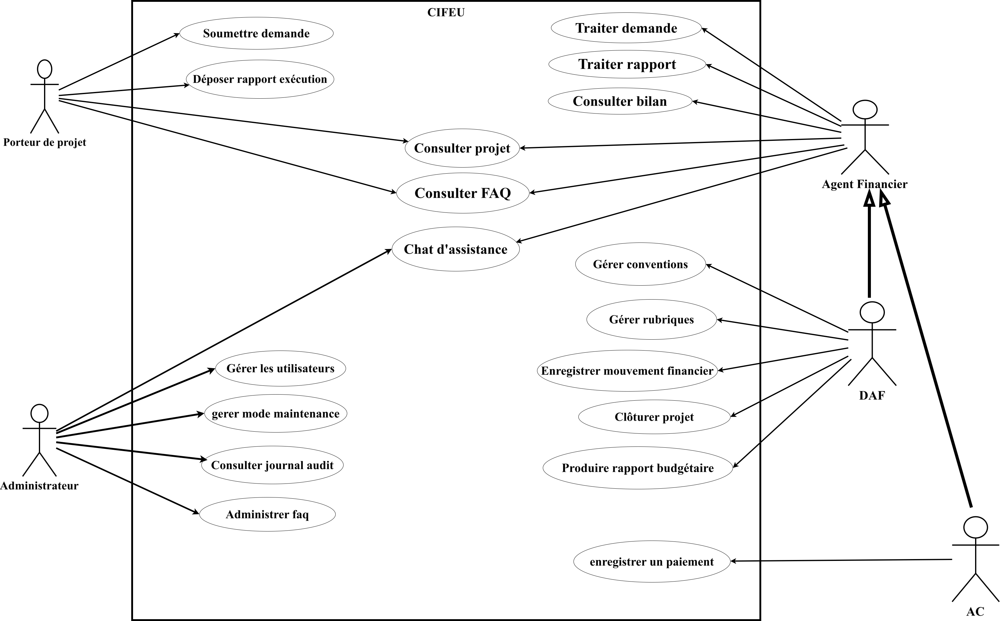 CIFEU
Soumettre demande
Traiter demande
Déposer rapport exécution
Traiter rapport
Consulter bilan
Porteur de projet
Consulter projet
Agent Financier
Consulter FAQ
Chat d'assistance
Gérer conventions
Gérer rubriques
Gérer les utilisateurs
Enregistrer mouvement financier
DAF
gerer mode maintenance
Clôturer projet
Consulter journal audit
Produire rapport budgétaire
Administrateur
Administrer faq
enregistrer un paiement
AC